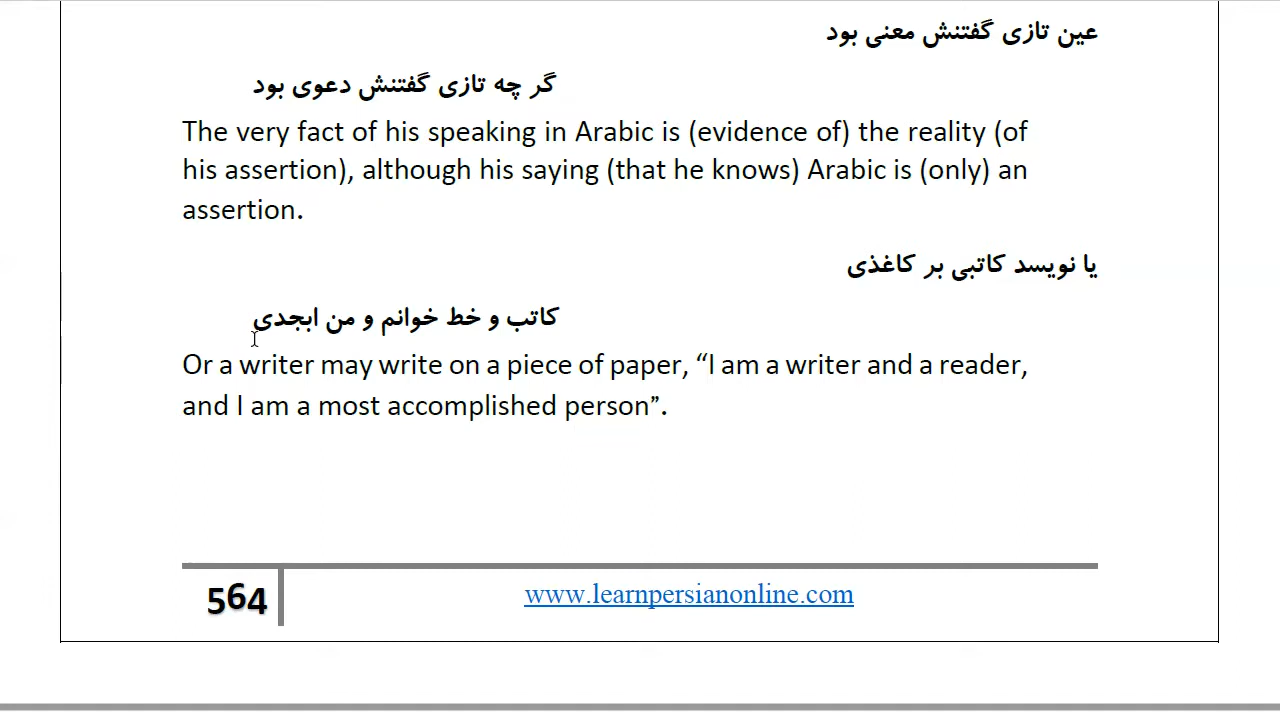 عین تازی گفتنش معنی بود
گر چه تازی گفتنش دعوی بود
The very fact of his speaking in Arabic is (evidence of) the reality (of
his assertion), although his saying (that he knows) Arabic is (only) an
assertion.
یا نویسد کاتبی بر کاغذی
کاتب و خط خوانم و من ابجدی
Or a writer may write on a piece of paper, “I am a writer and a reader,
and I am a most accomplished person”.
564
www.learnpersianonline.com